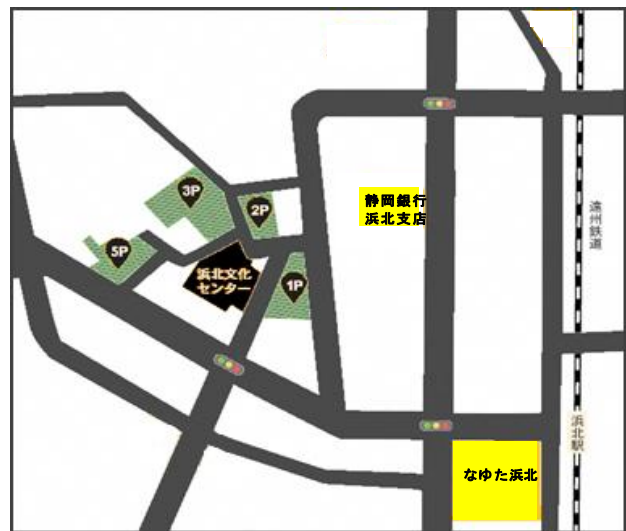 3P
2P
静岡銀行
浜北支店
遠州鉄道
5P
浜北文化
センター
1P
浜北駅
なゆた浜北